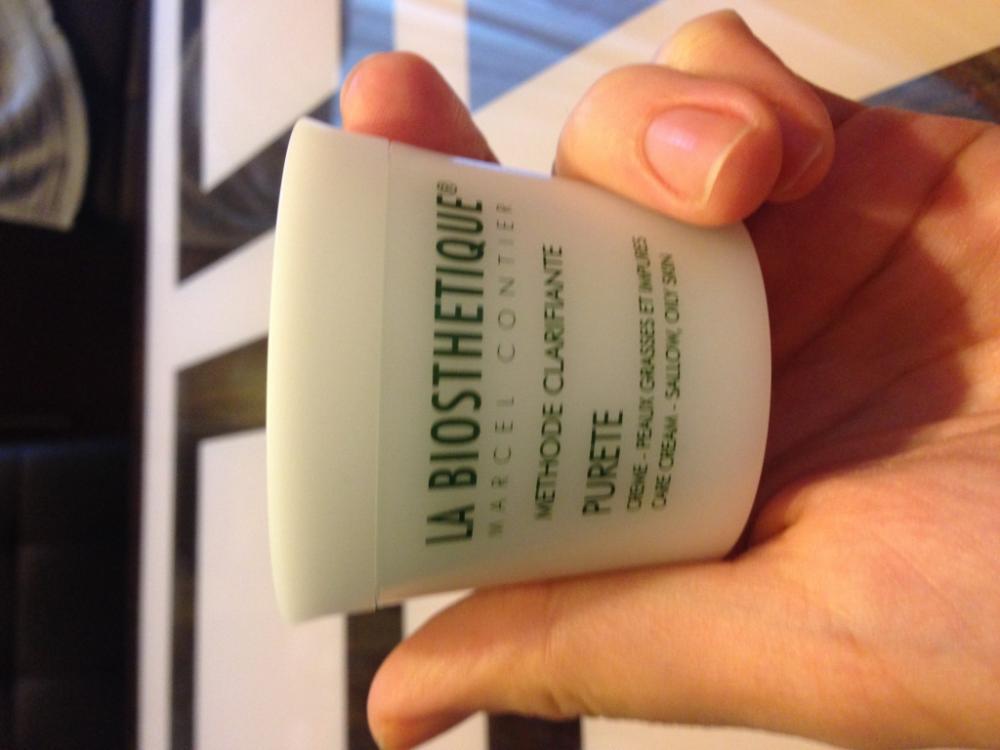 LA BIOSTHETIQUE®
MARCEL CONTIER
METHODE CLARIFIANTE
PURETE
CREME - PEAUX GRASSES ET IMPURES
CARE CREAM - SALLOW, OILY SKIN